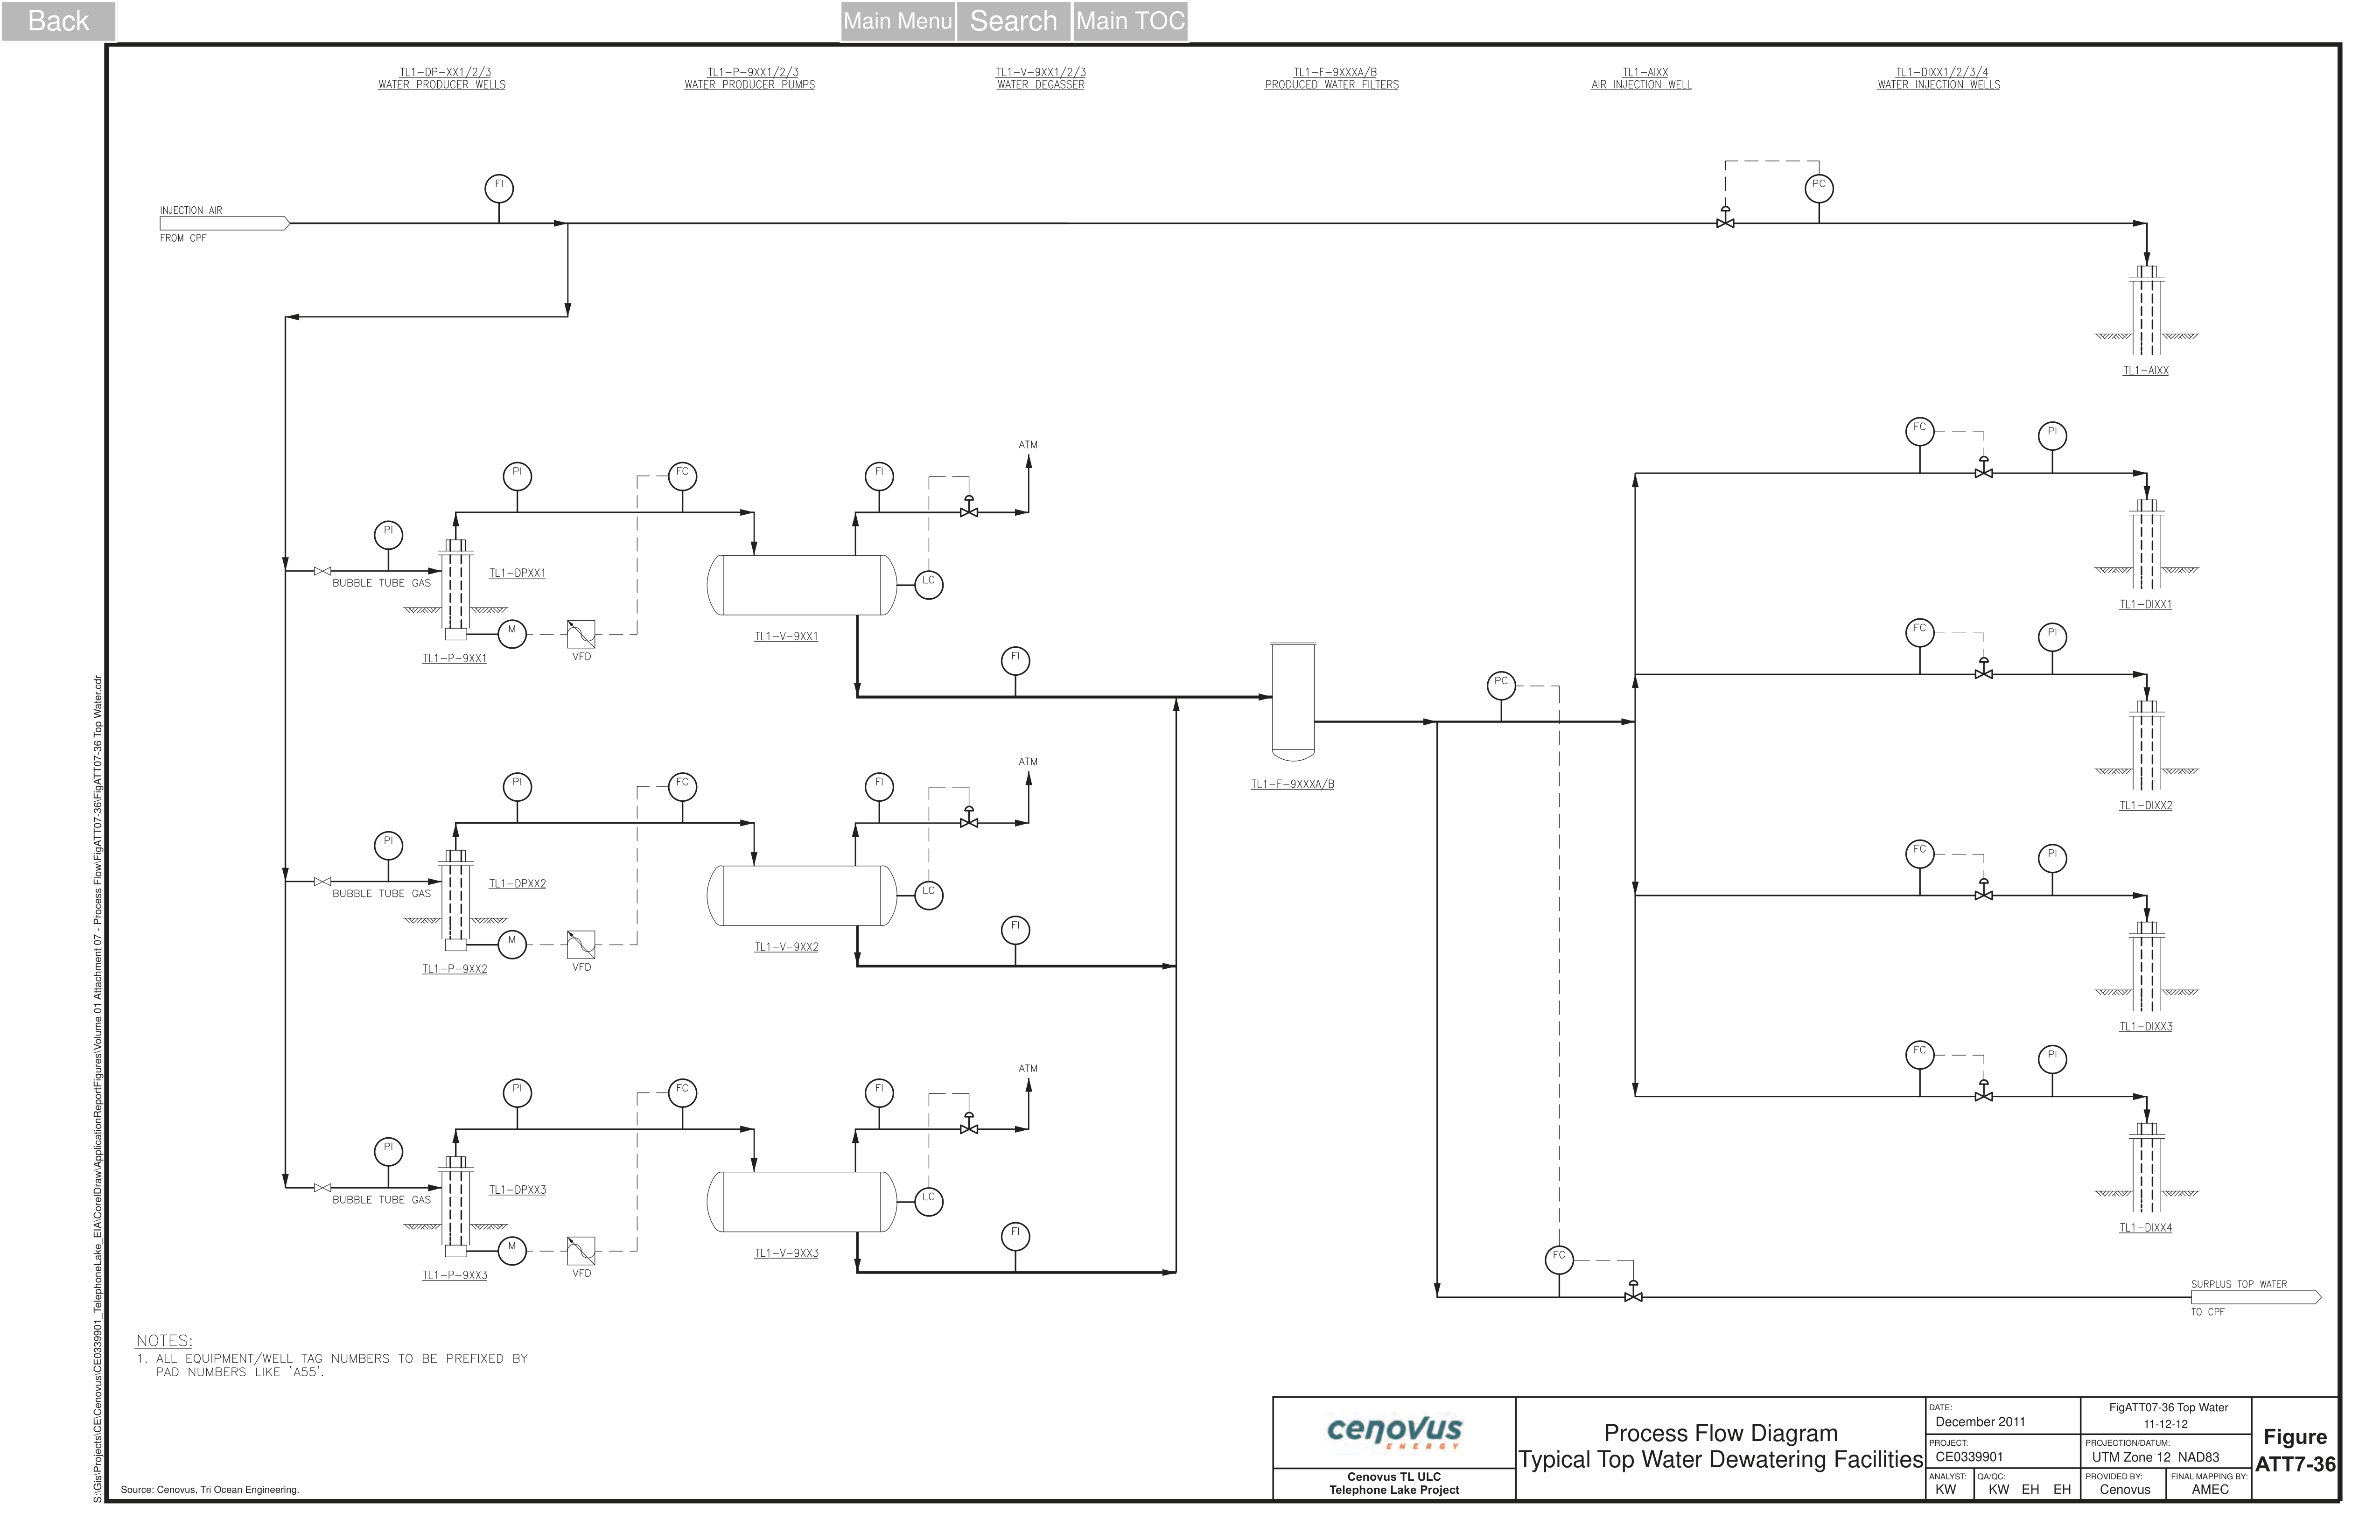 Back
Main Menu
Search
Main TOC
TL1-DP-XX1/2/3
WATER PRODUCER WELLS
TL1-P-9XX1/2/3
WATER PRODUCER PUMPS
TL1-V-9XX1/2/3
WATER DEGASSER
TL1-F-9XXXA/B
PRODUCED WATER FILTERS
TL1-AIXX
AIR INJECTION WELL
TL1-DIXX1/2/3/4
WATER INJECTION WELLS
FI
PC
INJECTION AIR
FROM CPF
TL1-AIXX
FC
PI
TL1-DIXX1
ATM
PI
FC
FI
PI
BUBBLE TUBE GAS
TL1-DPXX1
LC
M
VFD
TL1-P-9XX1
TL1-V-9XX1
FI
FC
PI
TL1-DIXX2
PC
TL1-F-9XXXA/B
ATM
PI
FC
FI
PI
BUBBLE TUBE GAS
TL1-DPXX2
LC
M
VFD
TL1-P-9XX2
TL1-V-9XX2
FI
FC
PI
TL1-DIXX3
ATM
PI
FC
FI
PI
BUBBLE TUBE GAS
TL1-DPXX3
LC
M
VFD
TL1-P-9XX3
TL1-V-9XX3
FI
FC
PI
TL1-DIXX4
FC
SURPLUS TOP WATER
TO CPF
NOTES:
1. ALL EQUIPMENT/WELL TAG NUMBERS TO BE PREFIXED BY
PAD NUMBERS LIKE 'A55'.
S:\Gis\Projects\CE\Cenovus\CE0339901_TelephoneLake_EIA\CorelDraw\ApplicationReportFigures\Volume 01 Attachment 07 - Process Flow\FigATT07-36\FigATT07-36 Top Water.cdr
Source: Cenovus, Tri Ocean Engineering.
cenovus
ENERGY
Cenovus TL ULC
Telephone Lake Project
Process Flow Diagram
Typical Top Water Dewatering Facilities
DATE:
December 2011
FigATT07-36 Top Water
11-12-12
PROJECT:
CE0339901
PROJECTION/DATUM:
UTM Zone 12 NAD83
ANALYST:
KW
QA/QC:
KW EH EH
PROVIDED BY:
Cenovus
FINAL MAPPING BY:
AMEC
Figure
ATT7-36